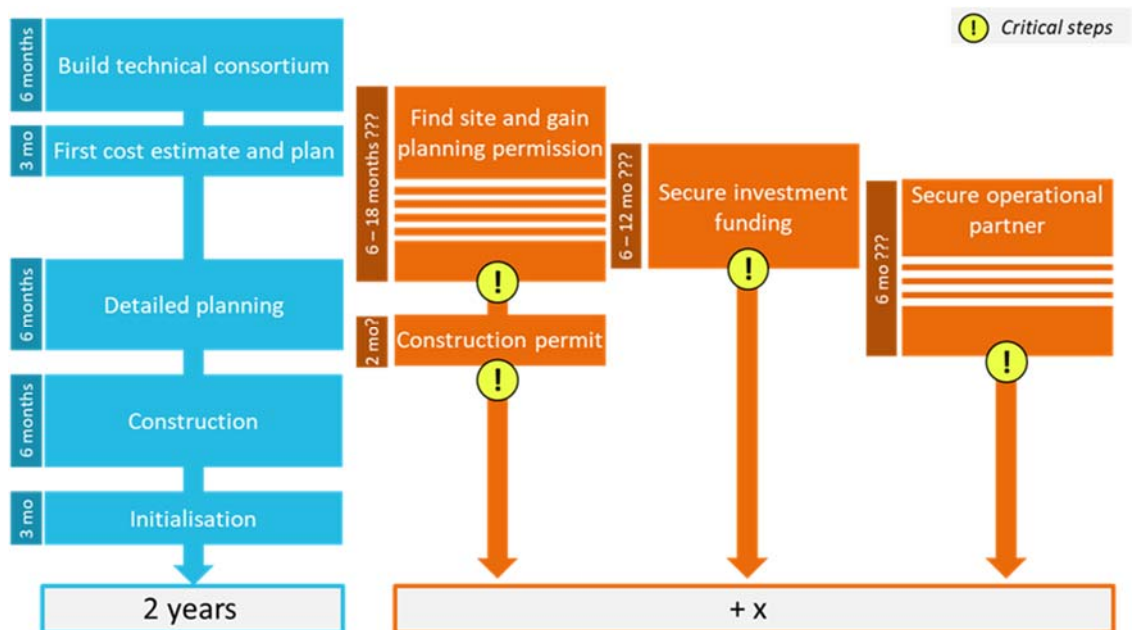 ! Critical steps
6 months
Build technical consortium
3 mo
First cost estimate and plan
6 months
Detailed planning
6 months
Construction
3 mo
Initialisation
2 years
6 – 18 months ???
Find site and gain
planning permission
!
2 mo?
Construction permit
!
6 – 12 mo ???
Secure investment
funding
!
6 mo ???
Secure operational
partner
!
+ x